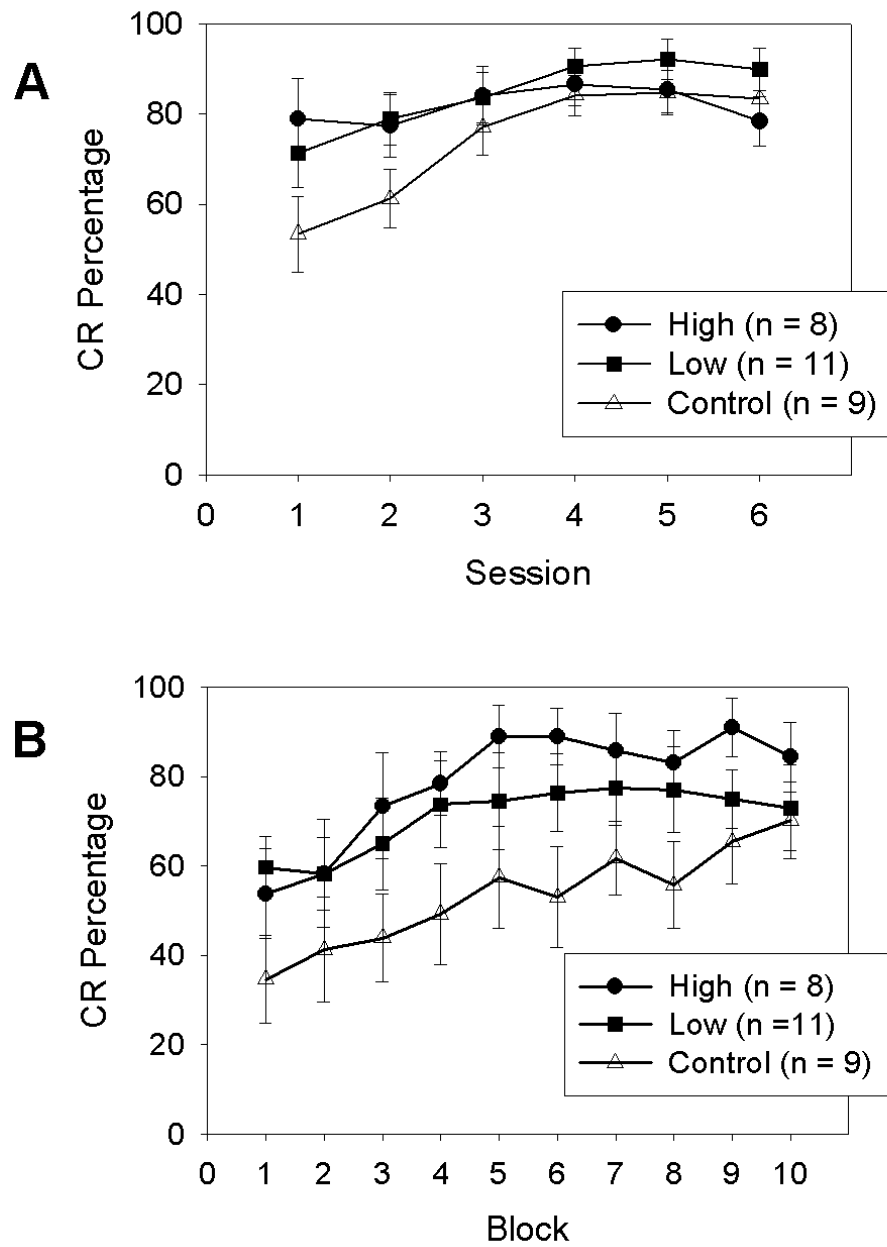 A
CR Percentage
100
80
60
40
20
0
0 1 2 3 4 5 6
Session
High (n = 8)
Low (n = 11)
Control (n = 9)
B
CR Percentage
100
80
60
40
20
0
0 1 2 3 4 5 6 7 8 9 10
Block
High (n = 8)
Low (n =11)
Control (n = 9)